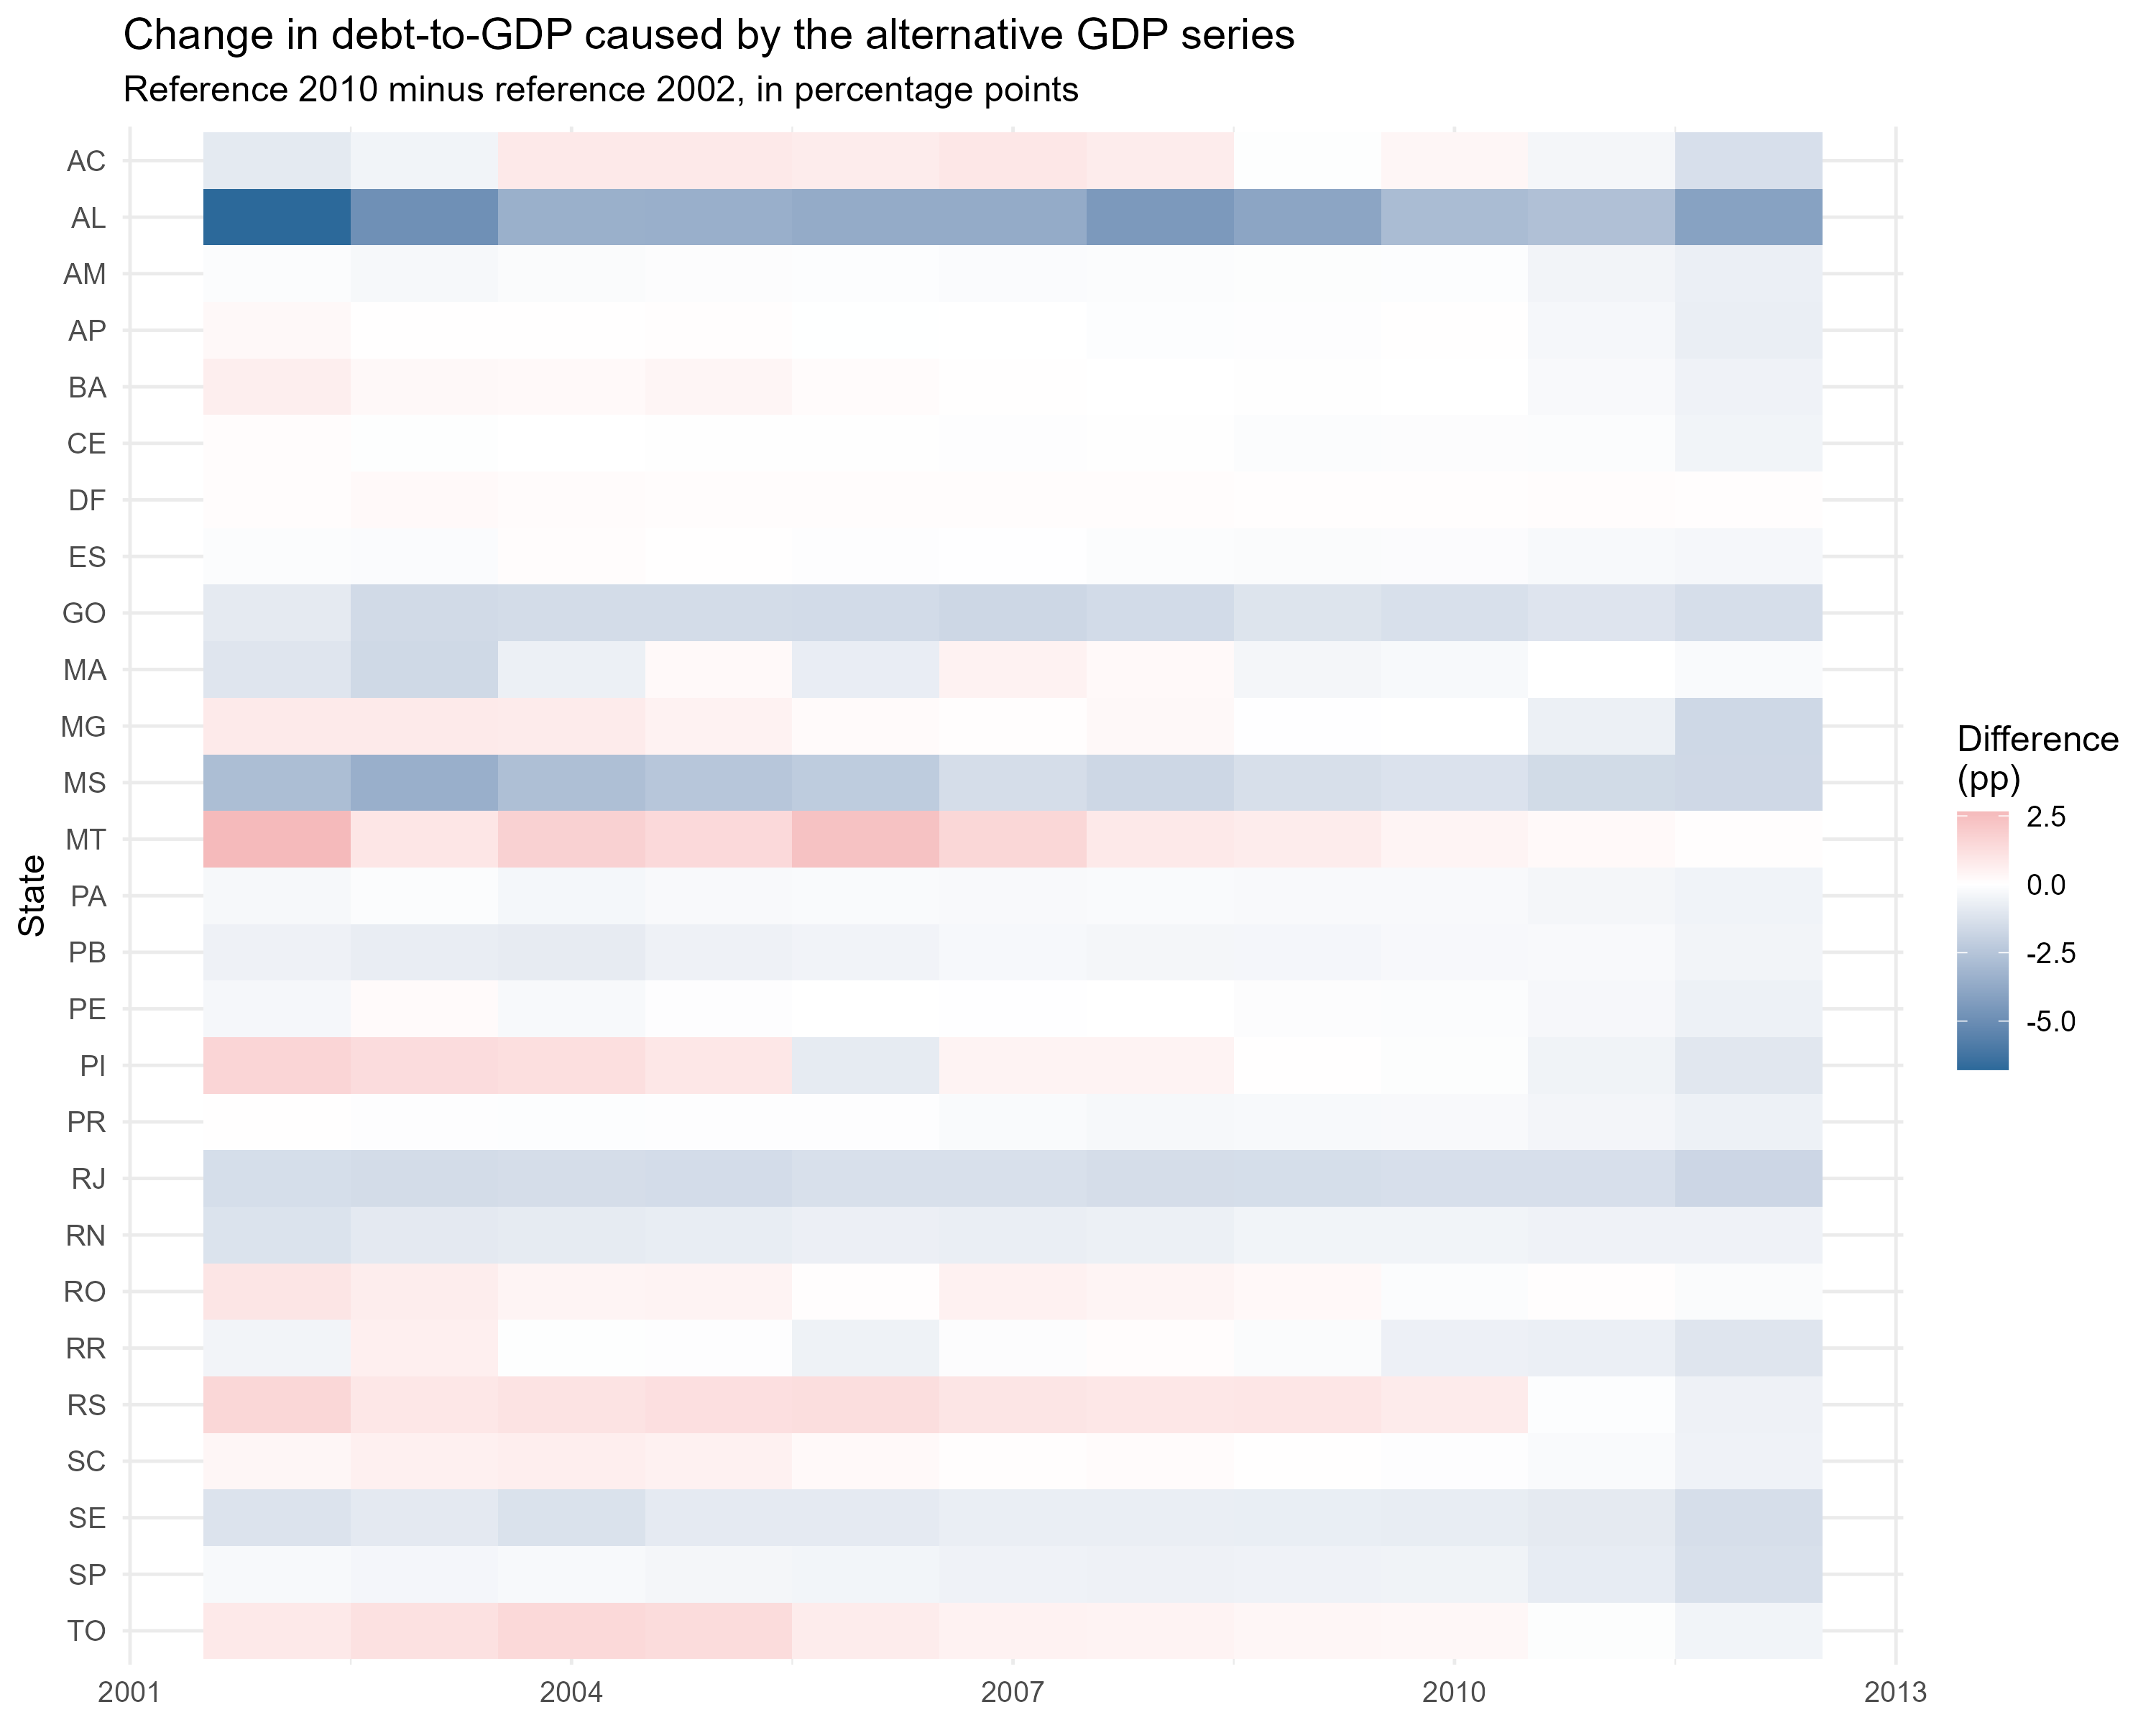 Change in debt-to-GDP caused by the alternative GDP series
Reference 2010 minus reference 2002, in percentage points
State
AC
AL
AM
AP
BA
CE
DF
ES
GO
MA
MG
MS
MT
PA
PB
PE
PI
PR
RJ
RN
RO
RR
RS
SC
SE
SP
TO
2001
2004
2007
2010
2013
Difference
(pp)
2.5
0.0
-2.5
-5.0